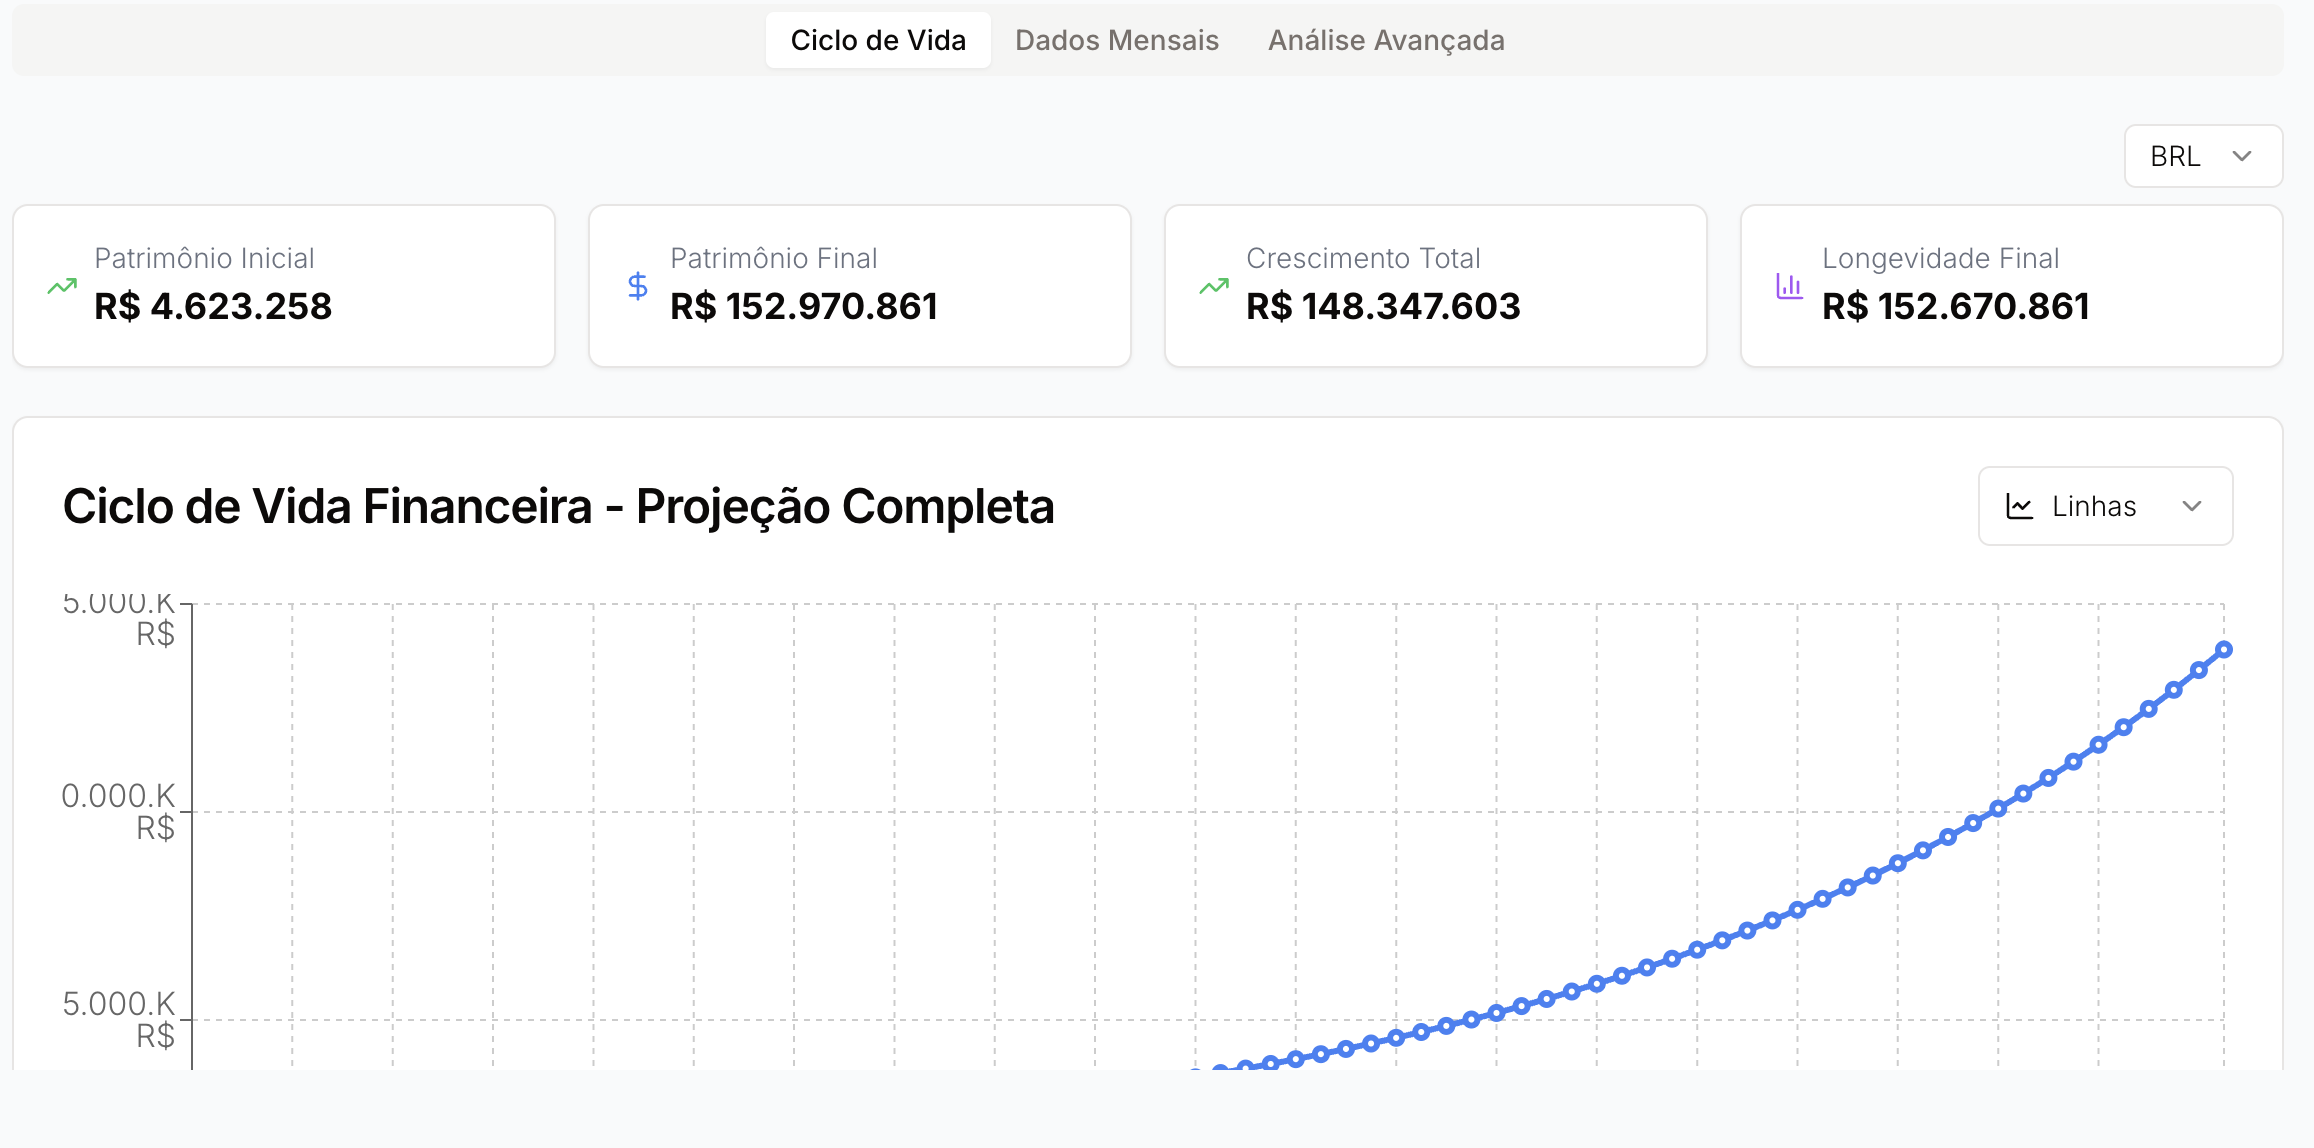 Ciclo de Vida
Dados Mensais
Análise Avançada
BRL
Patrimônio Inicial
R$ 4.623.258
Patrimônio Final
R$ 152.970.861
Crescimento Total
R$ 148.347.603
Longevidade Final
R$ 152.670.861
Ciclo de Vida Financeira - Projeção Completa
Linhas
5.000.K
R$
0.000.K
R$
5.000.K
R$